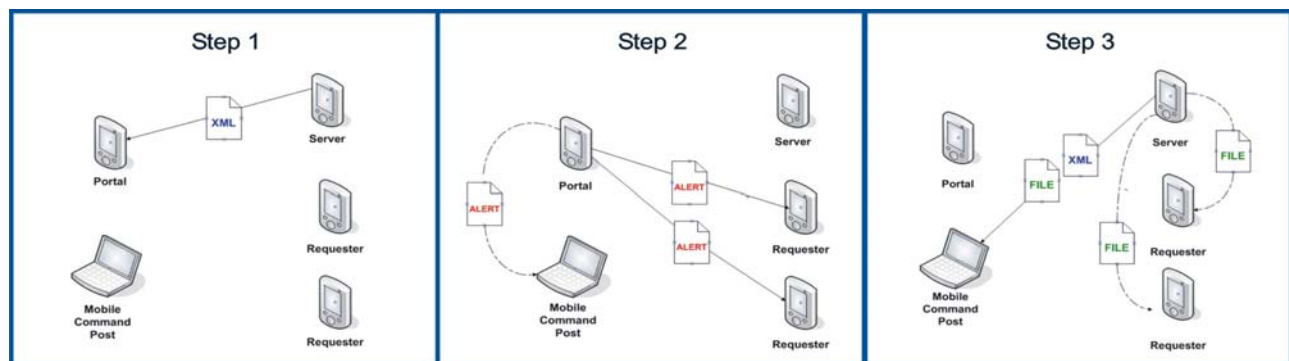 Step 1
XML
Server
Portal
Requester
Mobile
Command
Post
Requester
Step 2
Server
Portal
ALERT
ALERT
ALERT
Requester
Mobile
Command
Post
Requester
Step 3
Server
XML
FILE
FILE
Portal
FILE
Requester
Mobile
Command
Post
Requester